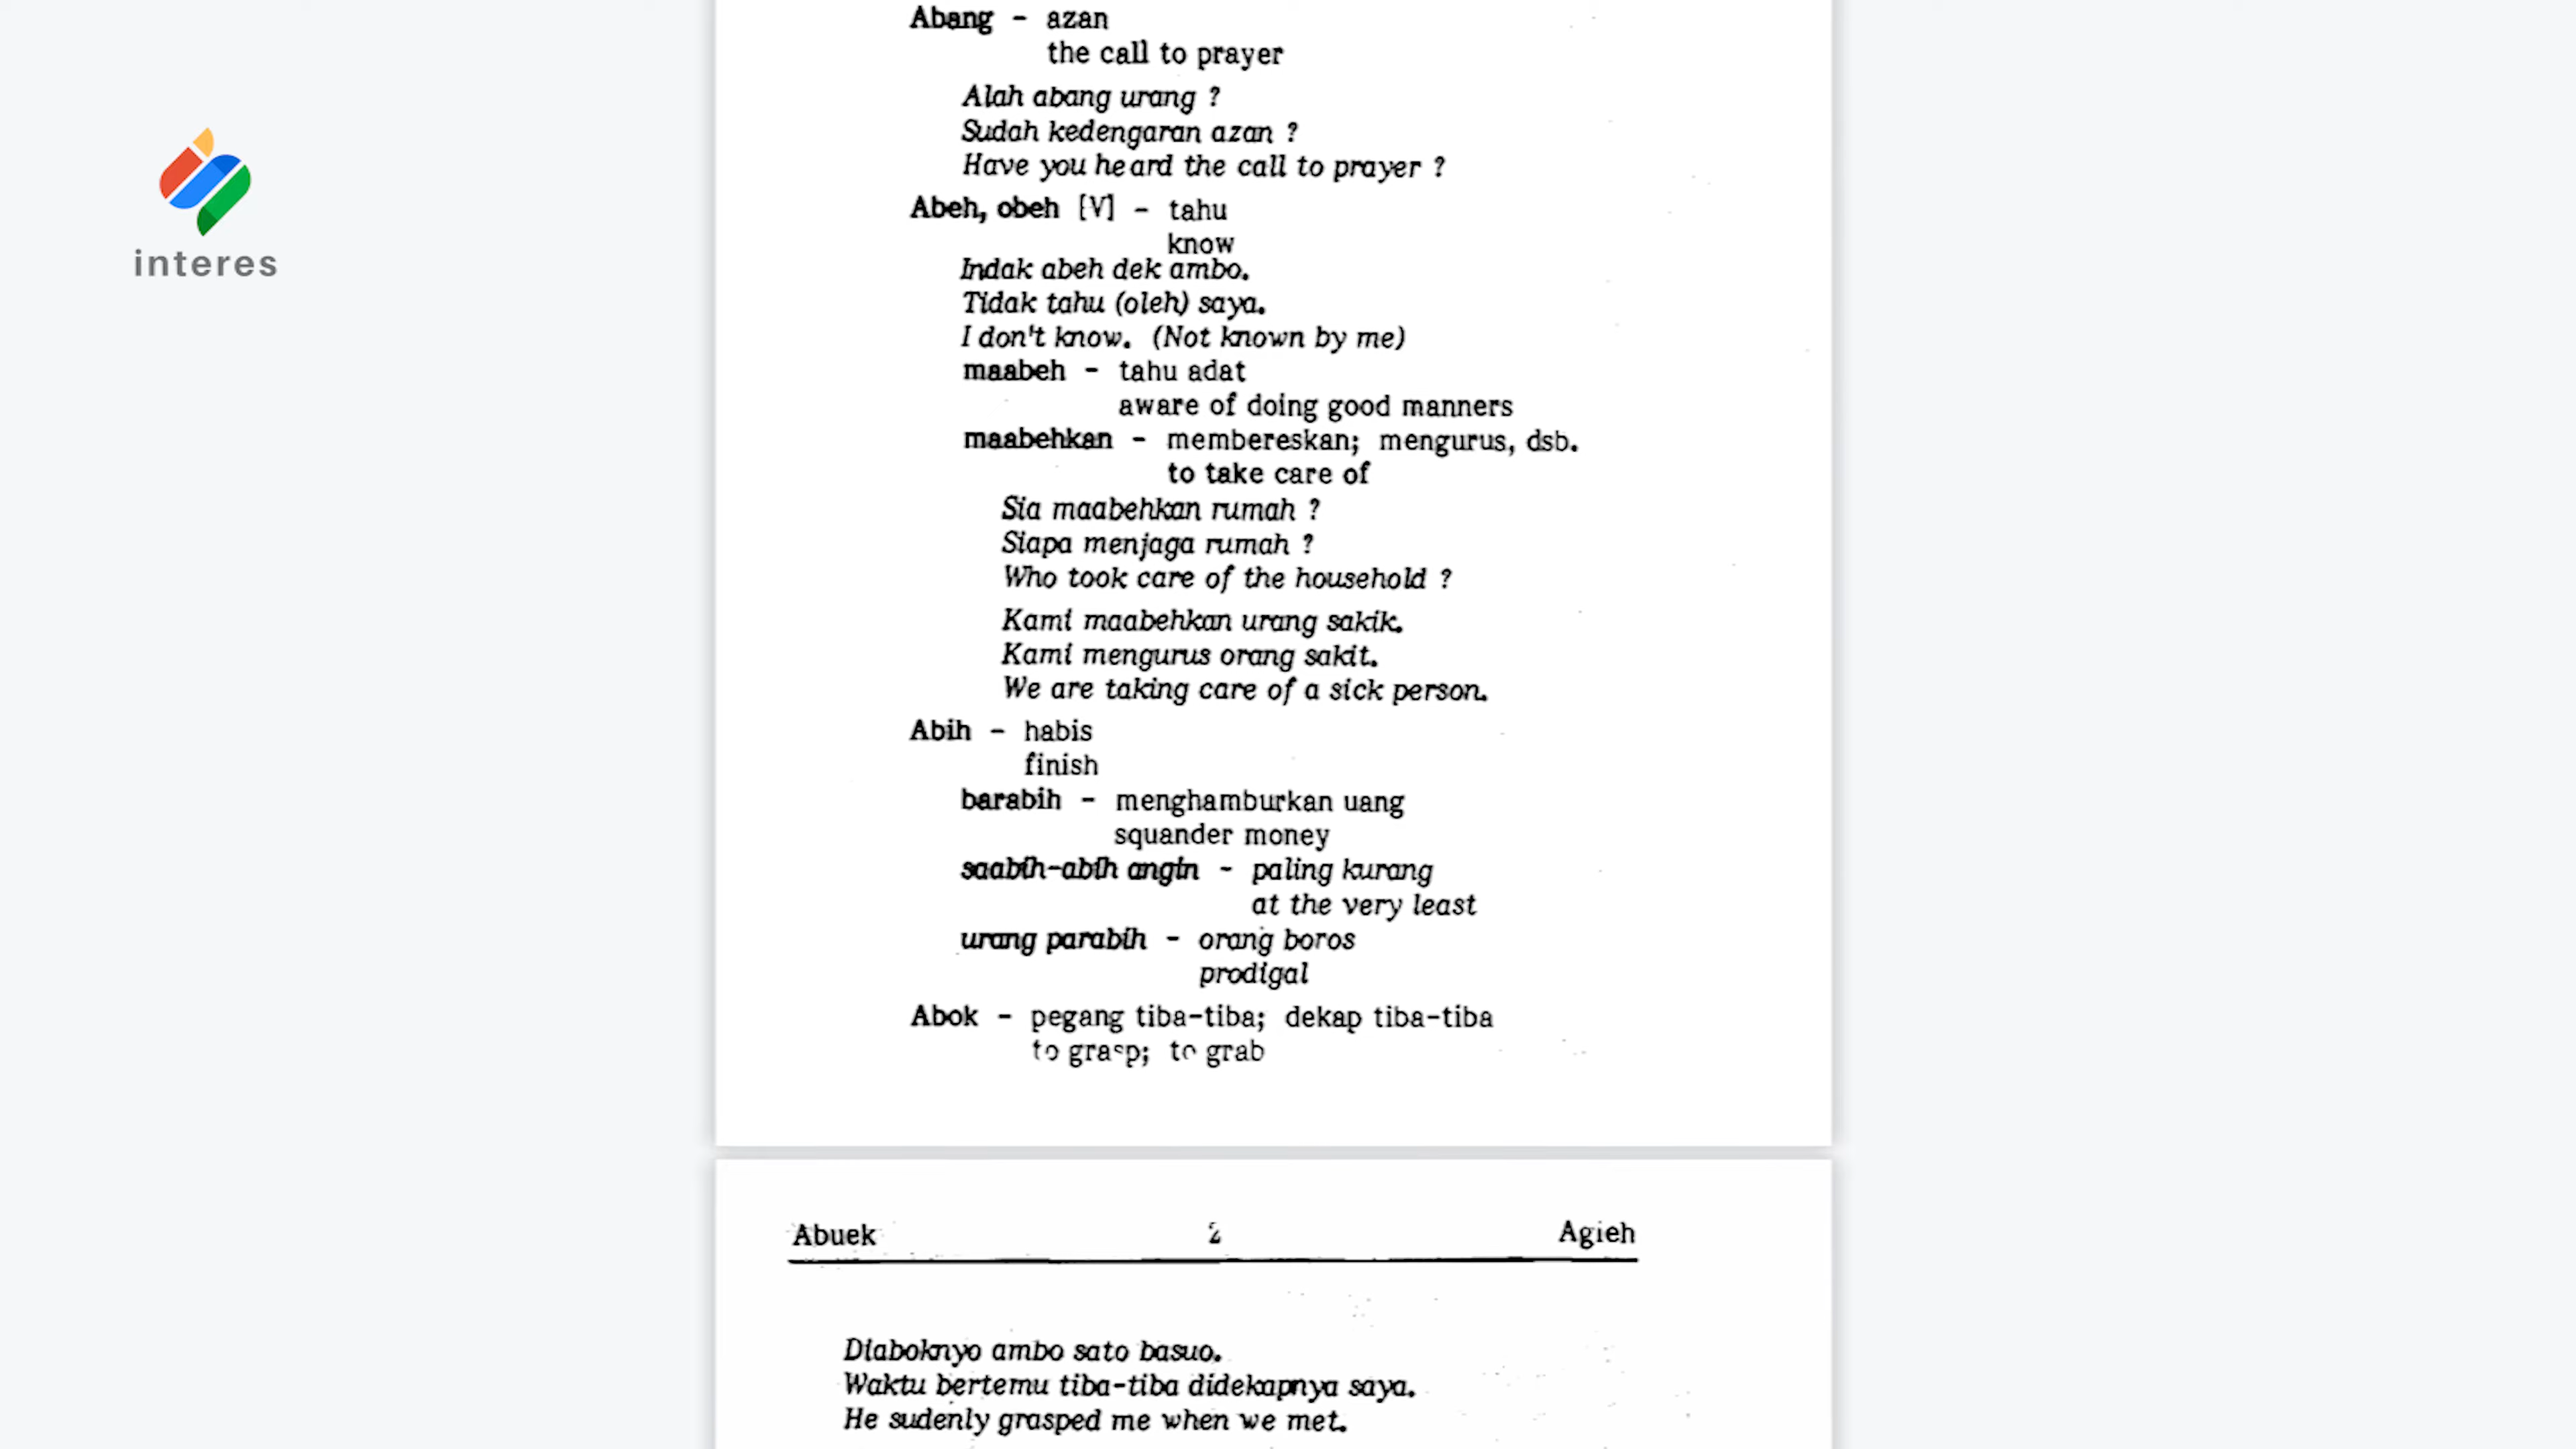 interes
Abang - azan
the call to prayer
Alah abang urang ?
Sudah kedengaran azan ?
Have you heard the call to prayer ?
Abeh, obeh [V] - tahu
know
Indak abeh dek ambo.
Tidak tahu (oleh) saya.
I don't know. (Not known by me)
maabeh - tahu adat
aware of doing good manners
maabehkan - membereskan; mengurus, dsb.
to take care of
Sia maabehkan rumah ?
Siapa menjaga rumah ?
Who took care of the household ?
Kami maabehkan urang sakik.
Kami mengurus orang sakit.
We are taking care of a sick person.
Abih - habis
finish
barabih - menghamburkan uang
squander money
saabih-abih angin - paling kurang
at the very least
urang parabih - orang boros
prodigal
Abok - pegang tiba-tiba; dekap tiba-tiba
to grasp; to grab
Abuek 2 Agieh
Diaboknyo ambo sato basuo.
Waktu bertemu tiba-tiba didekapnya saya.
He sudenly grasped me when we met.